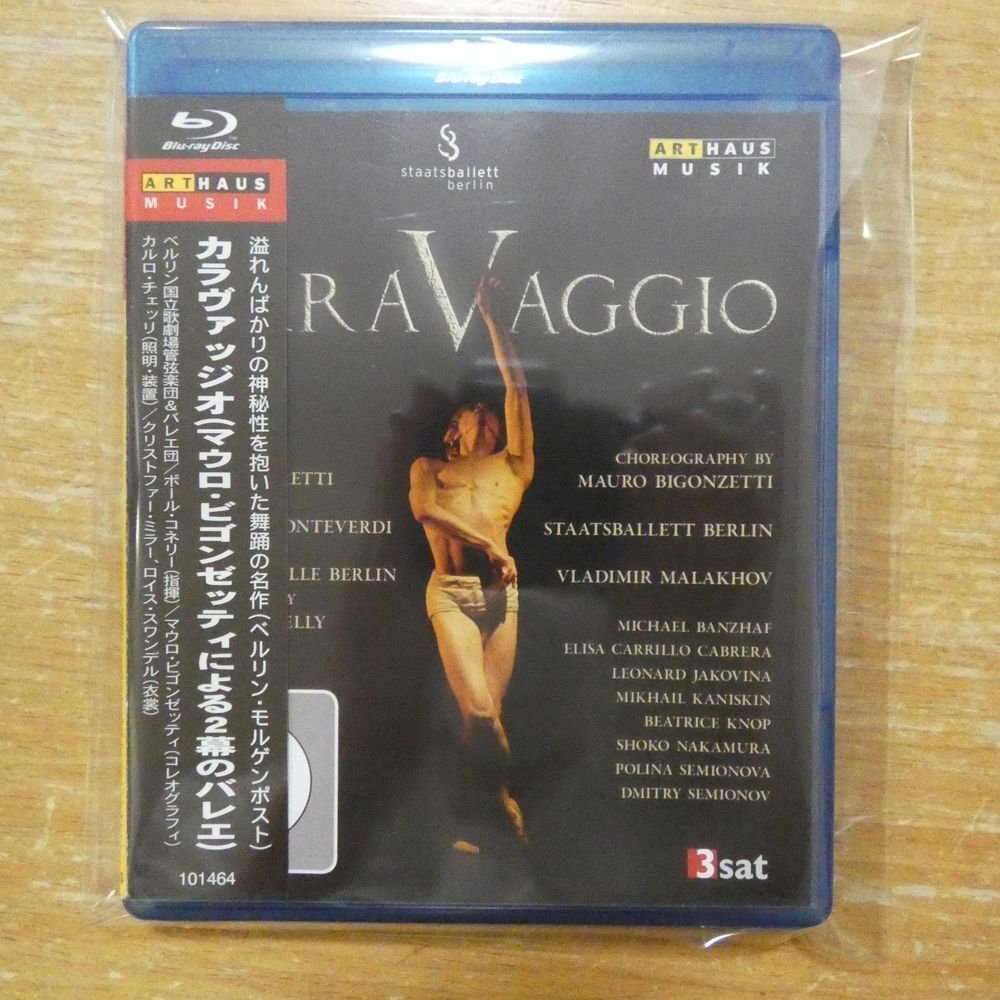 Blu-ray Disc
Blu-ray Disc
ARTHAUS
MUSIK
溢れんばかりの神秘性を抱いた舞踊の名作(ベルリン・モルゲンポスト)
カラヴァッジオ(マウロ・ビゴンゼッティによる2幕のバレエ)
ベルリン国立歌劇場管弦楽団&バレエ団/ポール・コネリー(指揮)/マウロ・ビゴンゼッティ(コレオグラフィ)
カルロ・チェッリ(照明・装置)/クリストファー・ミラー、ロイス・スワンデル(衣裳)
101464
staatsballett
berlin
ARTHAUS
MUSIK
RAVAGGIO
ETTI
ONTEVERDI
LLE BERLIN
Y
ELLY
CHOREOGRAPHY BY
MAURO BIGONZETTI
STAATSBALLETT BERLIN
VLADIMIR MALAKHOV
MICHAEL BANZHAF
ELISA CARRILLO CABRERA
LEONARD JAKOVINA
MIKHAIL KANISKIN
BEATRICE KNOP
SHOKO NAKAMURA
POLINA SEMIONOVA
DMITRY SEMIONOV
3sat